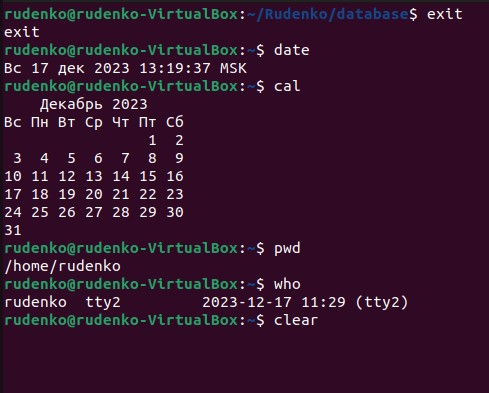 rudenko@rudenko-VirtualBox:~/Rudenko/database$ exit
exit
rudenko@rudenko-VirtualBox:~$ date
Вс 17 дек 2023 13:19:37 MSK
rudenko@rudenko-VirtualBox:~$ cal
    Декабрь 2023
Вс Пн Вт Ср Чт Пт Сб
                1  2
 3  4  5  6  7  8  9
10 11 12 13 14 15 16
17 18 19 20 21 22 23
24 25 26 27 28 29 30
31
rudenko@rudenko-VirtualBox:~$ pwd
/home/rudenko
rudenko@rudenko-VirtualBox:~$ who
rudenko  tty2         2023-12-17 11:29 (tty2)
rudenko@rudenko-VirtualBox:~$ clear